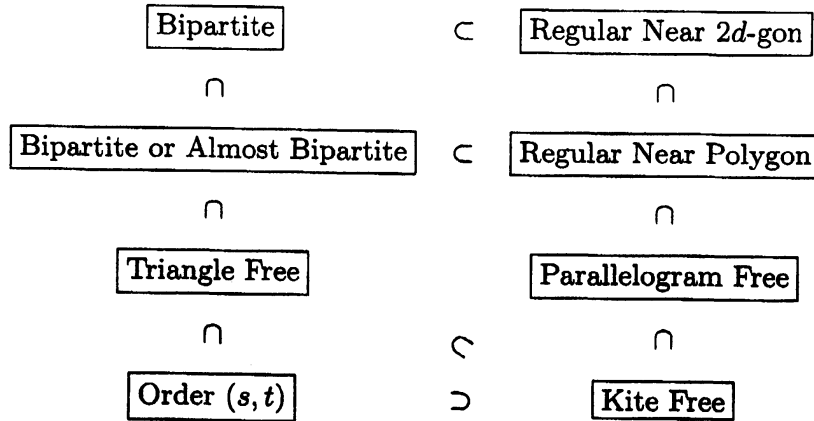 Bipartite ⊂ Regular Near 2d-gon
∩ ∩
Bipartite or Almost Bipartite ⊂ Regular Near Polygon
∩ ∩
Triangle Free Parallelogram Free
∩ ⊂ ∩
Order (s, t) ⊃ Kite Free